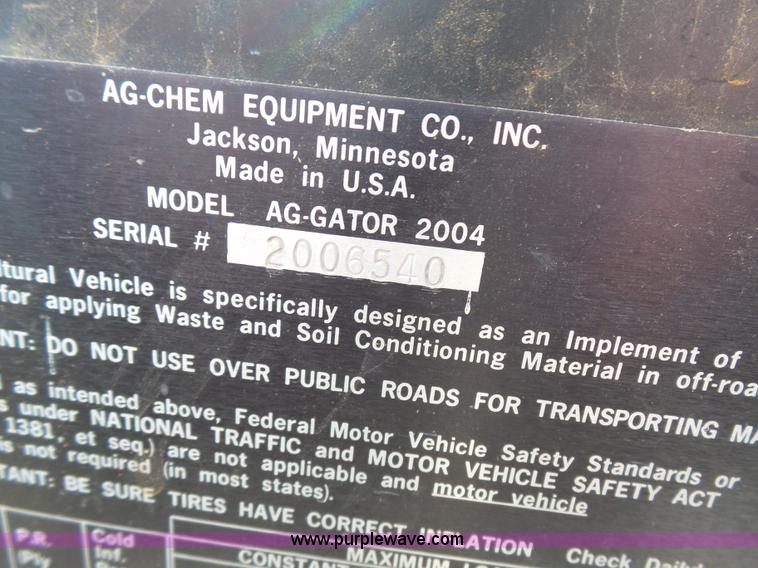 AG-CHEM EQUIPMENT CO., INC.
Jackson, Minnesota
Made in U.S.A.
MODEL AG-GATOR 2004
SERIAL # 2006540
ltural Vehicle is specifically designed as an Implement of
for applying Waste and Soil Conditioning Material in off-roa
NT: DO NOT USE OVER PUBLIC ROADS FOR TRANSPORTING MA
as intended above, Federal Motor Vehicle Safety Standards or
s under NATIONAL TRAFFIC and MOTOR VEHICLE SAFETY ACT
1381, et seq.) are not applicable and motor vehicle
is not required (in most states).
TANT: BE SURE TIRES HAVE CORRECT INFLATION Check Daily
P.R. Cold MAXIMUM
(Ply Inf. CONSTANT
www.purplewave.com